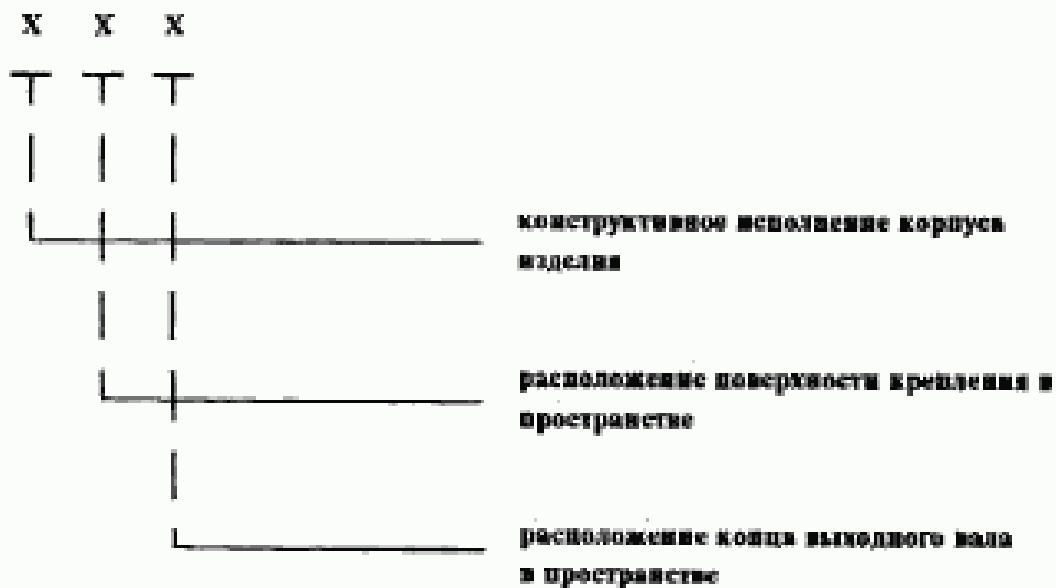 X X X
конструктивное исполнение корпуса
изделия
расположение поверхности крепления в
пространстве
расположение конца выходного вала
в пространстве